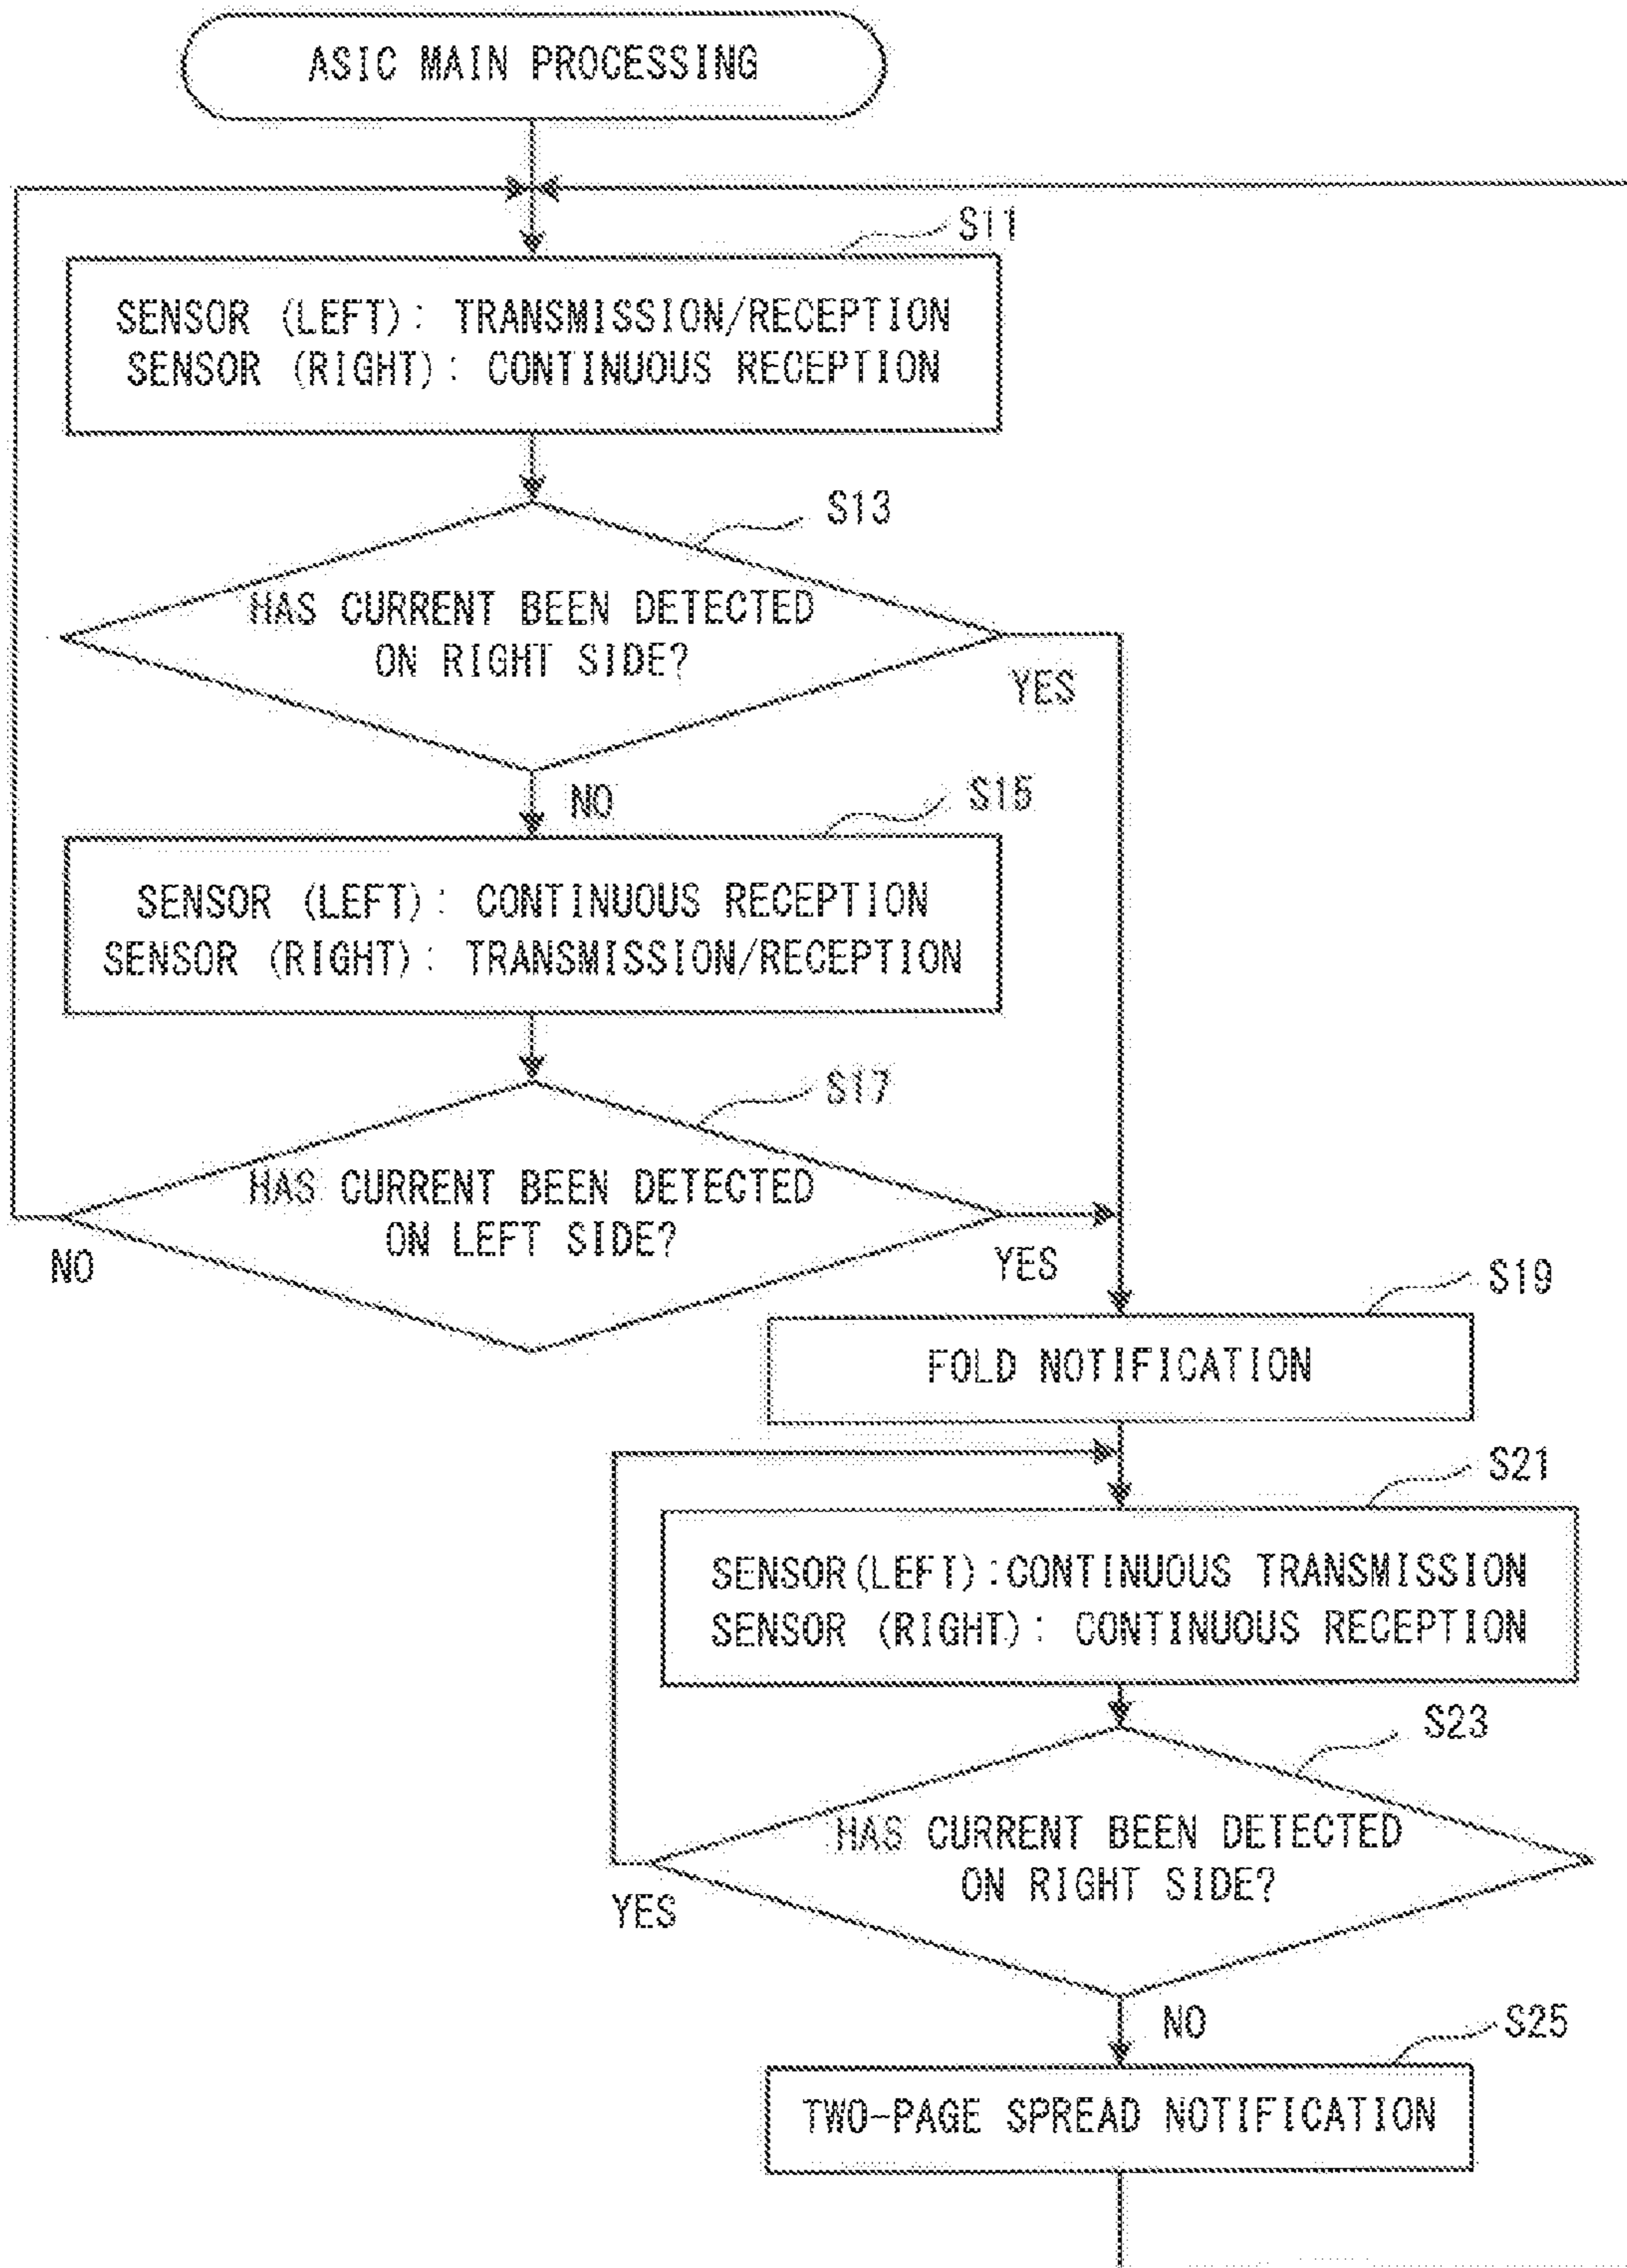 ASIC MAIN PROCESSING
S11
SENSOR (LEFT): TRANSMISSION/RECEPTION
SENSOR (RIGHT): CONTINUOUS RECEPTION
S13
HAS CURRENT BEEN DETECTED
ON RIGHT SIDE?
YES
NO
S15
SENSOR (LEFT): CONTINUOUS RECEPTION
SENSOR (RIGHT): TRANSMISSION/RECEPTION
S17
HAS CURRENT BEEN DETECTED
ON LEFT SIDE?
NO
YES
S19
FOLD NOTIFICATION
S21
SENSOR(LEFT):CONTINUOUS TRANSMISSION
SENSOR (RIGHT): CONTINUOUS RECEPTION
S23
HAS CURRENT BEEN DETECTED
ON RIGHT SIDE?
YES
NO
S25
TWO-PAGE SPREAD NOTIFICATION